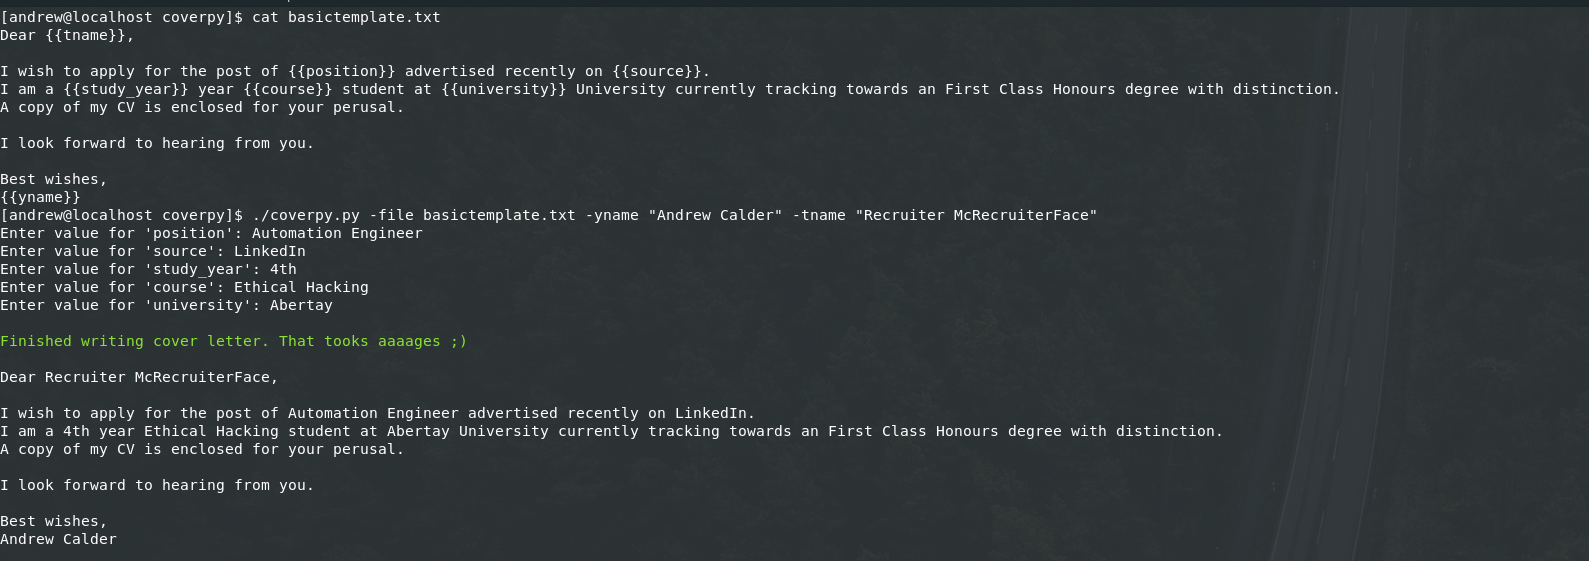 [andrew@localhost coverpy]$ cat basictemplate.txt
Dear {{tname}},
I wish to apply for the post of {{position}} advertised recently on {{source}}.
I am a {{study_year}} year {{course}} student at {{university}} University currently tracking towards an First Class Honours degree with distinction.
A copy of my CV is enclosed for your perusal.
I look forward to hearing from you.
Best wishes,
{{yname}}
[andrew@localhost coverpy]$ ./coverpy.py -file basictemplate.txt -yname "Andrew Calder" -tname "Recruiter McRecruiterFace"
Enter value for 'position': Automation Engineer
Enter value for 'source': LinkedIn
Enter value for 'study_year': 4th
Enter value for 'course': Ethical Hacking
Enter value for 'university': Abertay
Finished writing cover letter. That tooks aaaages ;)
Dear Recruiter McRecruiterFace,
I wish to apply for the post of Automation Engineer advertised recently on LinkedIn.
I am a 4th year Ethical Hacking student at Abertay University currently tracking towards an First Class Honours degree with distinction.
A copy of my CV is enclosed for your perusal.
I look forward to hearing from you.
Best wishes,
Andrew Calder